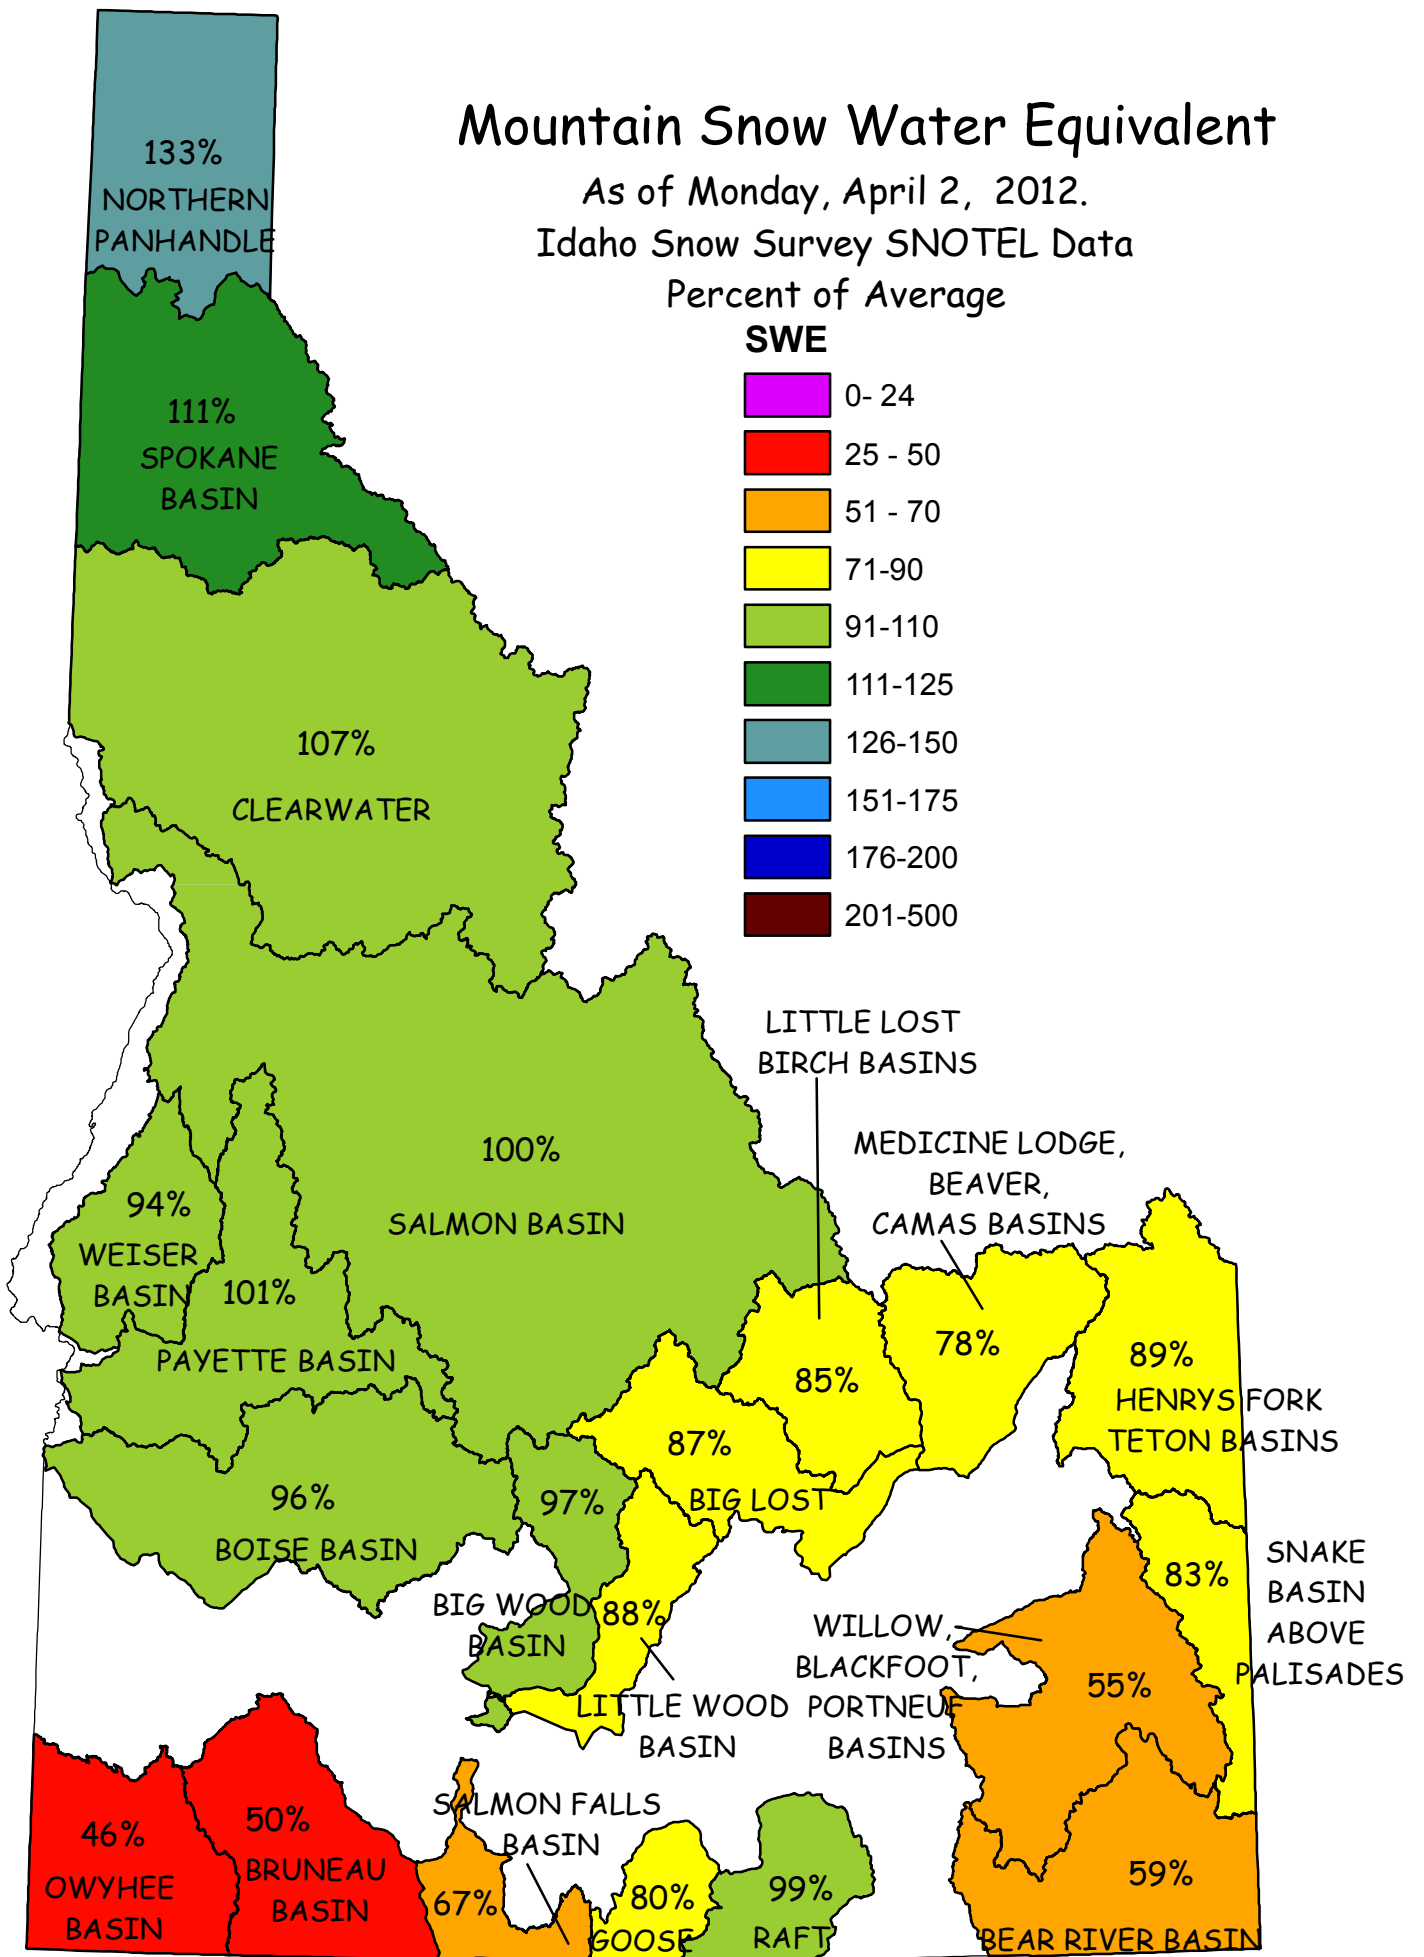 Mountain Snow Water Equivalent
As of Monday, April 2, 2012.
Idaho Snow Survey SNOTEL Data
Percent of Average
SWE
0- 24
25 - 50
51 - 70
71-90
91-110
111-125
126-150
151-175
176-200
201-500
133%
NORTHERN
PANHANDLE
111%
SPOKANE
BASIN
107%
CLEARWATER
LITTLE LOST
BIRCH BASINS
MEDICINE LODGE,
BEAVER,
CAMAS BASINS
100%
SALMON BASIN
94%
WEISER
BASIN
101%
PAYETTE BASIN
85%
78%
89%
HENRYS FORK
TETON BASINS
87%
BIG LOST
96%
BOISE BASIN
97%
BIG WOOD
BASIN
88%
LITTLE WOOD
BASIN
83%
SNAKE
BASIN
ABOVE
PALISADES
WILLOW,
BLACKFOOT,
PORTNEUF
BASINS
55%
46%
OWYHEE
BASIN
50%
BRUNEAU
BASIN
SALMON FALLS
BASIN
67%
80%
GOOSE
99%
RAFT
59%
BEAR RIVER BASIN